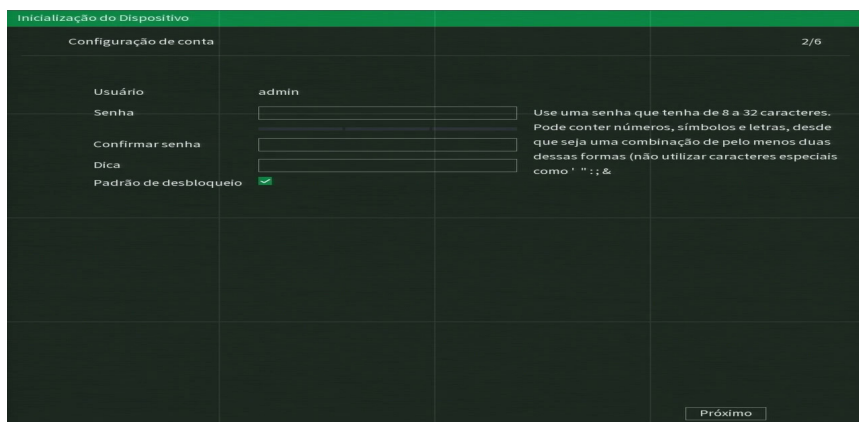 Inicialização do Dispositivo
Configuração de conta 2/6
Usuário admin
Senha
Use uma senha que tenha de 8 a 32 caracteres.
Pode conter números, símbolos e letras, desde
que seja uma combinação de pelo menos duas
dessas formas (não utilizar caracteres especiais
como ' " : ; &
Confirmar senha
Dica
Padrão de desbloqueio
Próximo